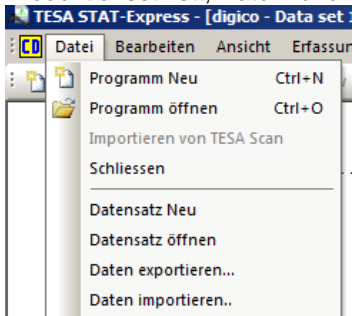 TESA STAT-Express - [digico - Data set
CD Datei Bearbeiten Ansicht Erfassun
Programm Neu Ctrl+N
Programm öffnen Ctrl+O
Importieren von TESA Scan
Schliessen
Datensatz Neu
Datensatz öffnen
Daten exportieren...
Daten importieren..